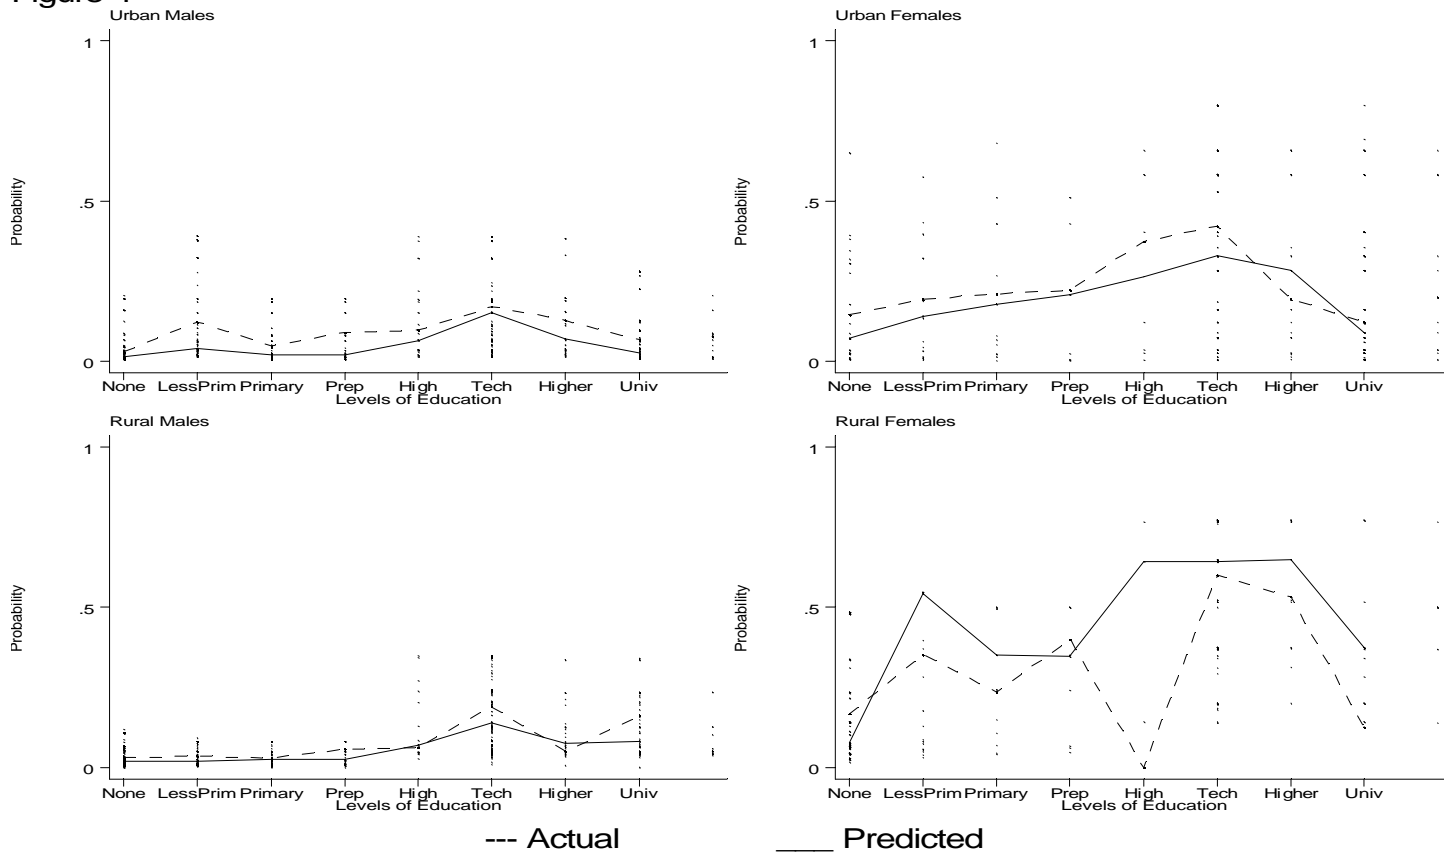 Urban Males
1
.5
0
Probability
None LessPrim Primary Prep High Tech Higher Univ
Levels of Education
Urban Females
1
.5
0
Probability
None LessPrim Primary Prep High Tech Higher Univ
Levels of Education
Rural Males
1
.5
0
Probability
None LessPrim Primary Prep High Tech Higher Univ
Levels of Education
Rural Females
1
.5
0
Probability
None LessPrim Primary Prep High Tech Higher Univ
Levels of Education
--- Actual ___ Predicted